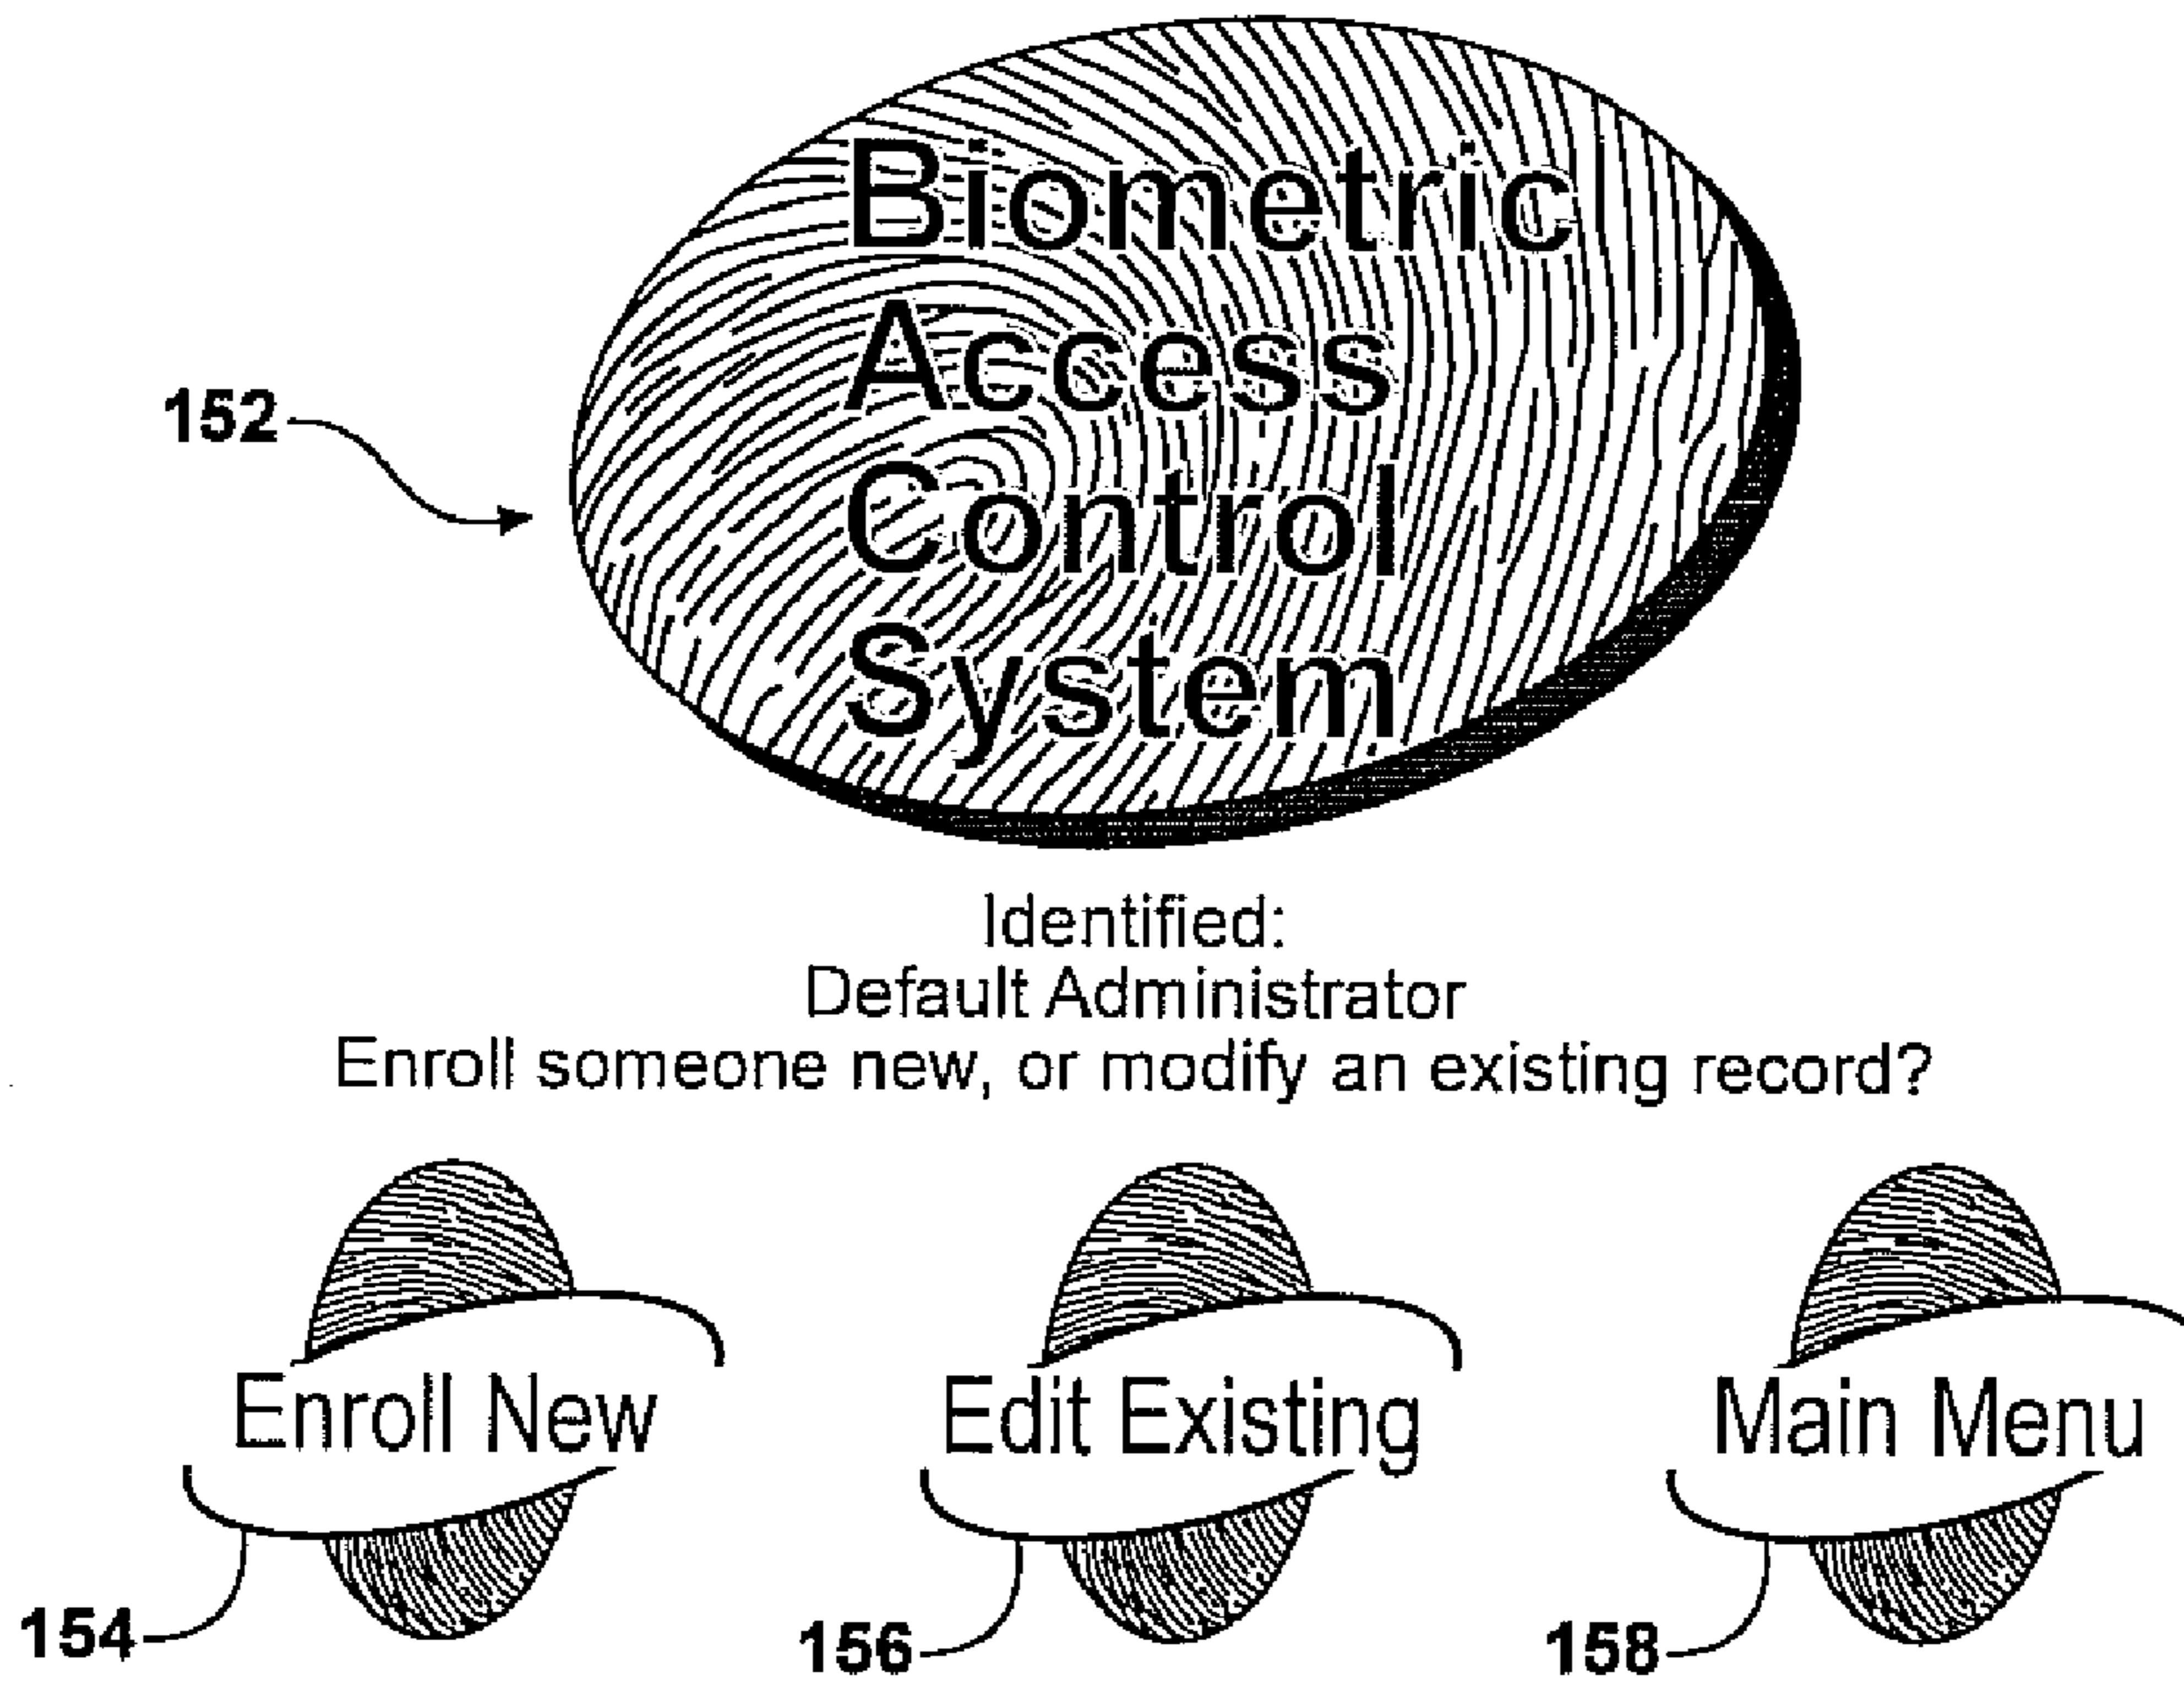 Biometric
Access
152
Control
System
Identified:
Default Administrator
Enroll someone new, or modify an existing record?
Enroll New
Edit Existing
Main Menu
154
156
158